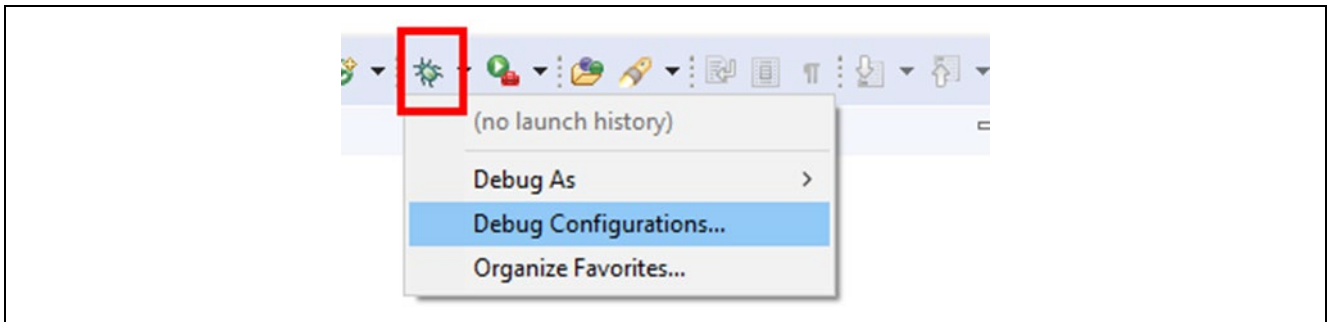 (no launch history)
Debug As
Debug Configurations...
Organize Favorites...